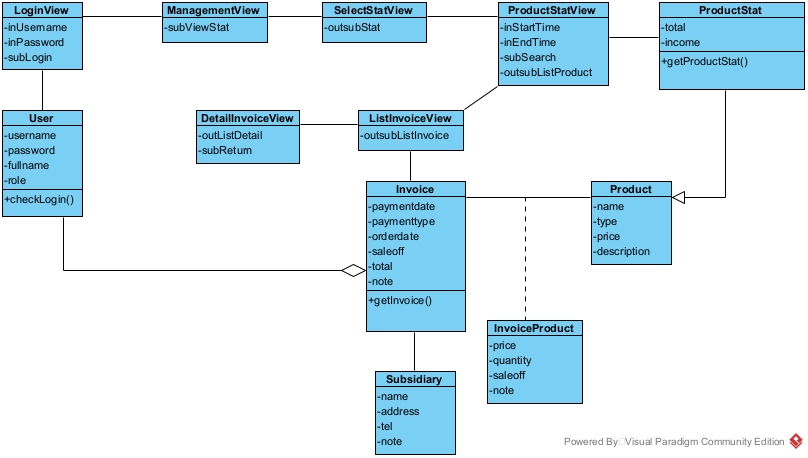 LoginView
-inUsername
-inPassword
-subLogin
ManagementView
-subViewStat
SelectStatView
-outsubStat
ProductStatView
-inStartTime
-inEndTime
-subSearch
-outsubListProduct
ProductStat
-total
-income
+getProductStat()
User
-username
-password
-fullname
-role
+checkLogin()
DetailInvoiceView
-outListDetail
-subReturn
ListInvoiceView
-outsubListInvoice
Invoice
-paymentdate
-paymenttype
-orderdate
-saleoff
-total
-note
+getInvoice()
Product
-name
-type
-price
-description
InvoiceProduct
-price
-quantity
-saleoff
-note
Subsidiary
-name
-address
-tel
-note
Powered By Visual Paradigm Community Edition